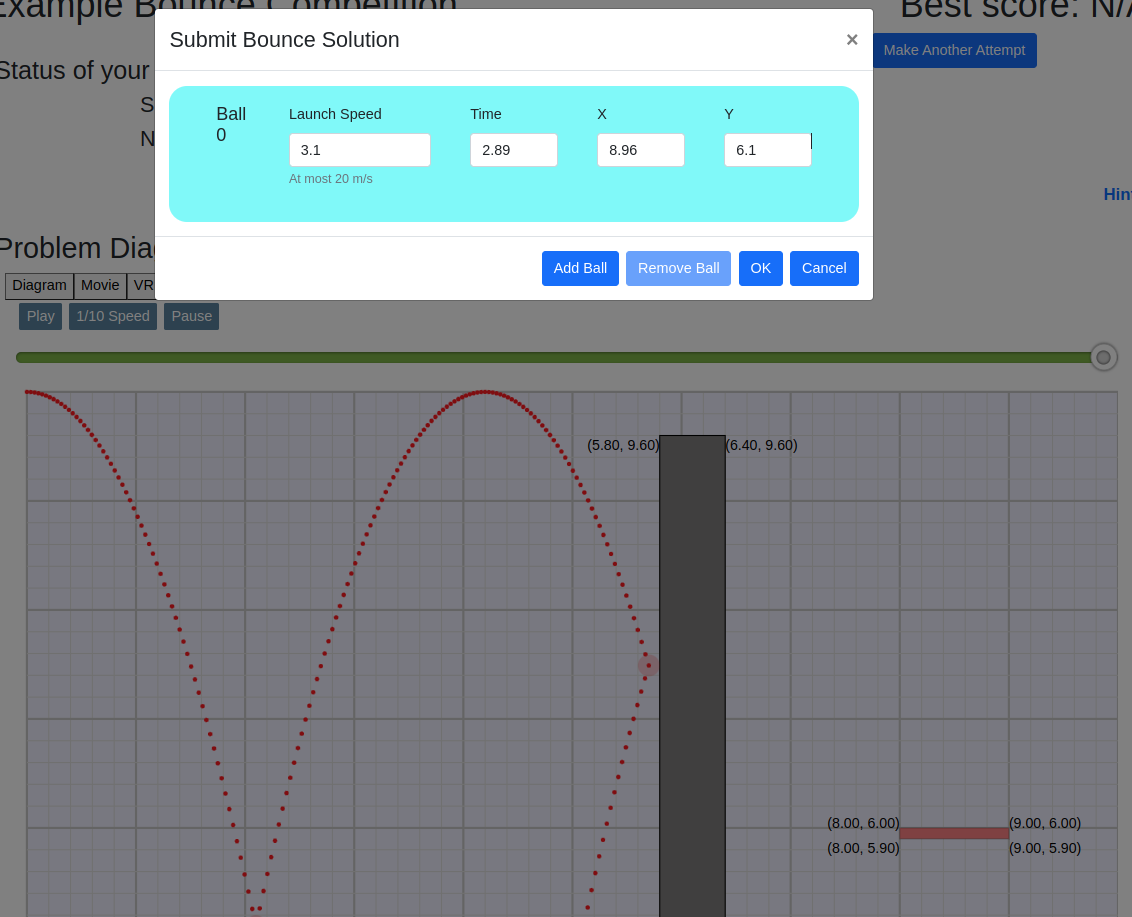 Example Bounce Competition
Best score: N/A
Submit Bounce Solution
×
Make Another Attempt
Status of your
S
N
Ball
0
Launch Speed
Time
X
Y
3.1
2.89
8.96
6.1
At most 20 m/s
Hin
Problem Dia
Add Ball
Remove Ball
OK
Cancel
Diagram
Movie
VR
Play
1/10 Speed
Pause
(5.80, 9.60)
(6.40, 9.60)
(8.00, 6.00)
(9.00, 6.00)
(8.00, 5.90)
(9.00, 5.90)